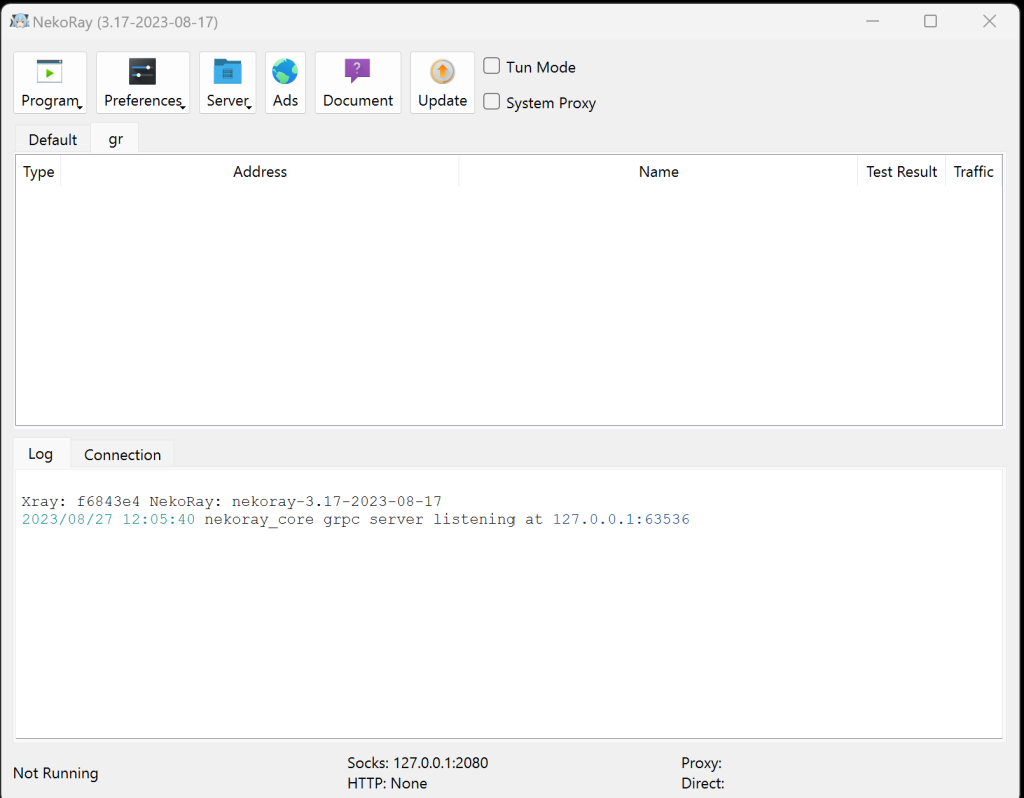 NekoRay (3.17-2023-08-17)
Program Preferences Server Ads Document Update
Tun Mode
System Proxy
Default gr
Type Address Name Test Result Traffic
Log Connection
Xray: f6843e4 NekoRay: nekoray-3.17-2023-08-17
2023/08/27 12:05:40 nekoray_core grpc server listening at 127.0.0.1:63536
Not Running
Socks: 127.0.0.1:2080
HTTP: None
Proxy:
Direct: